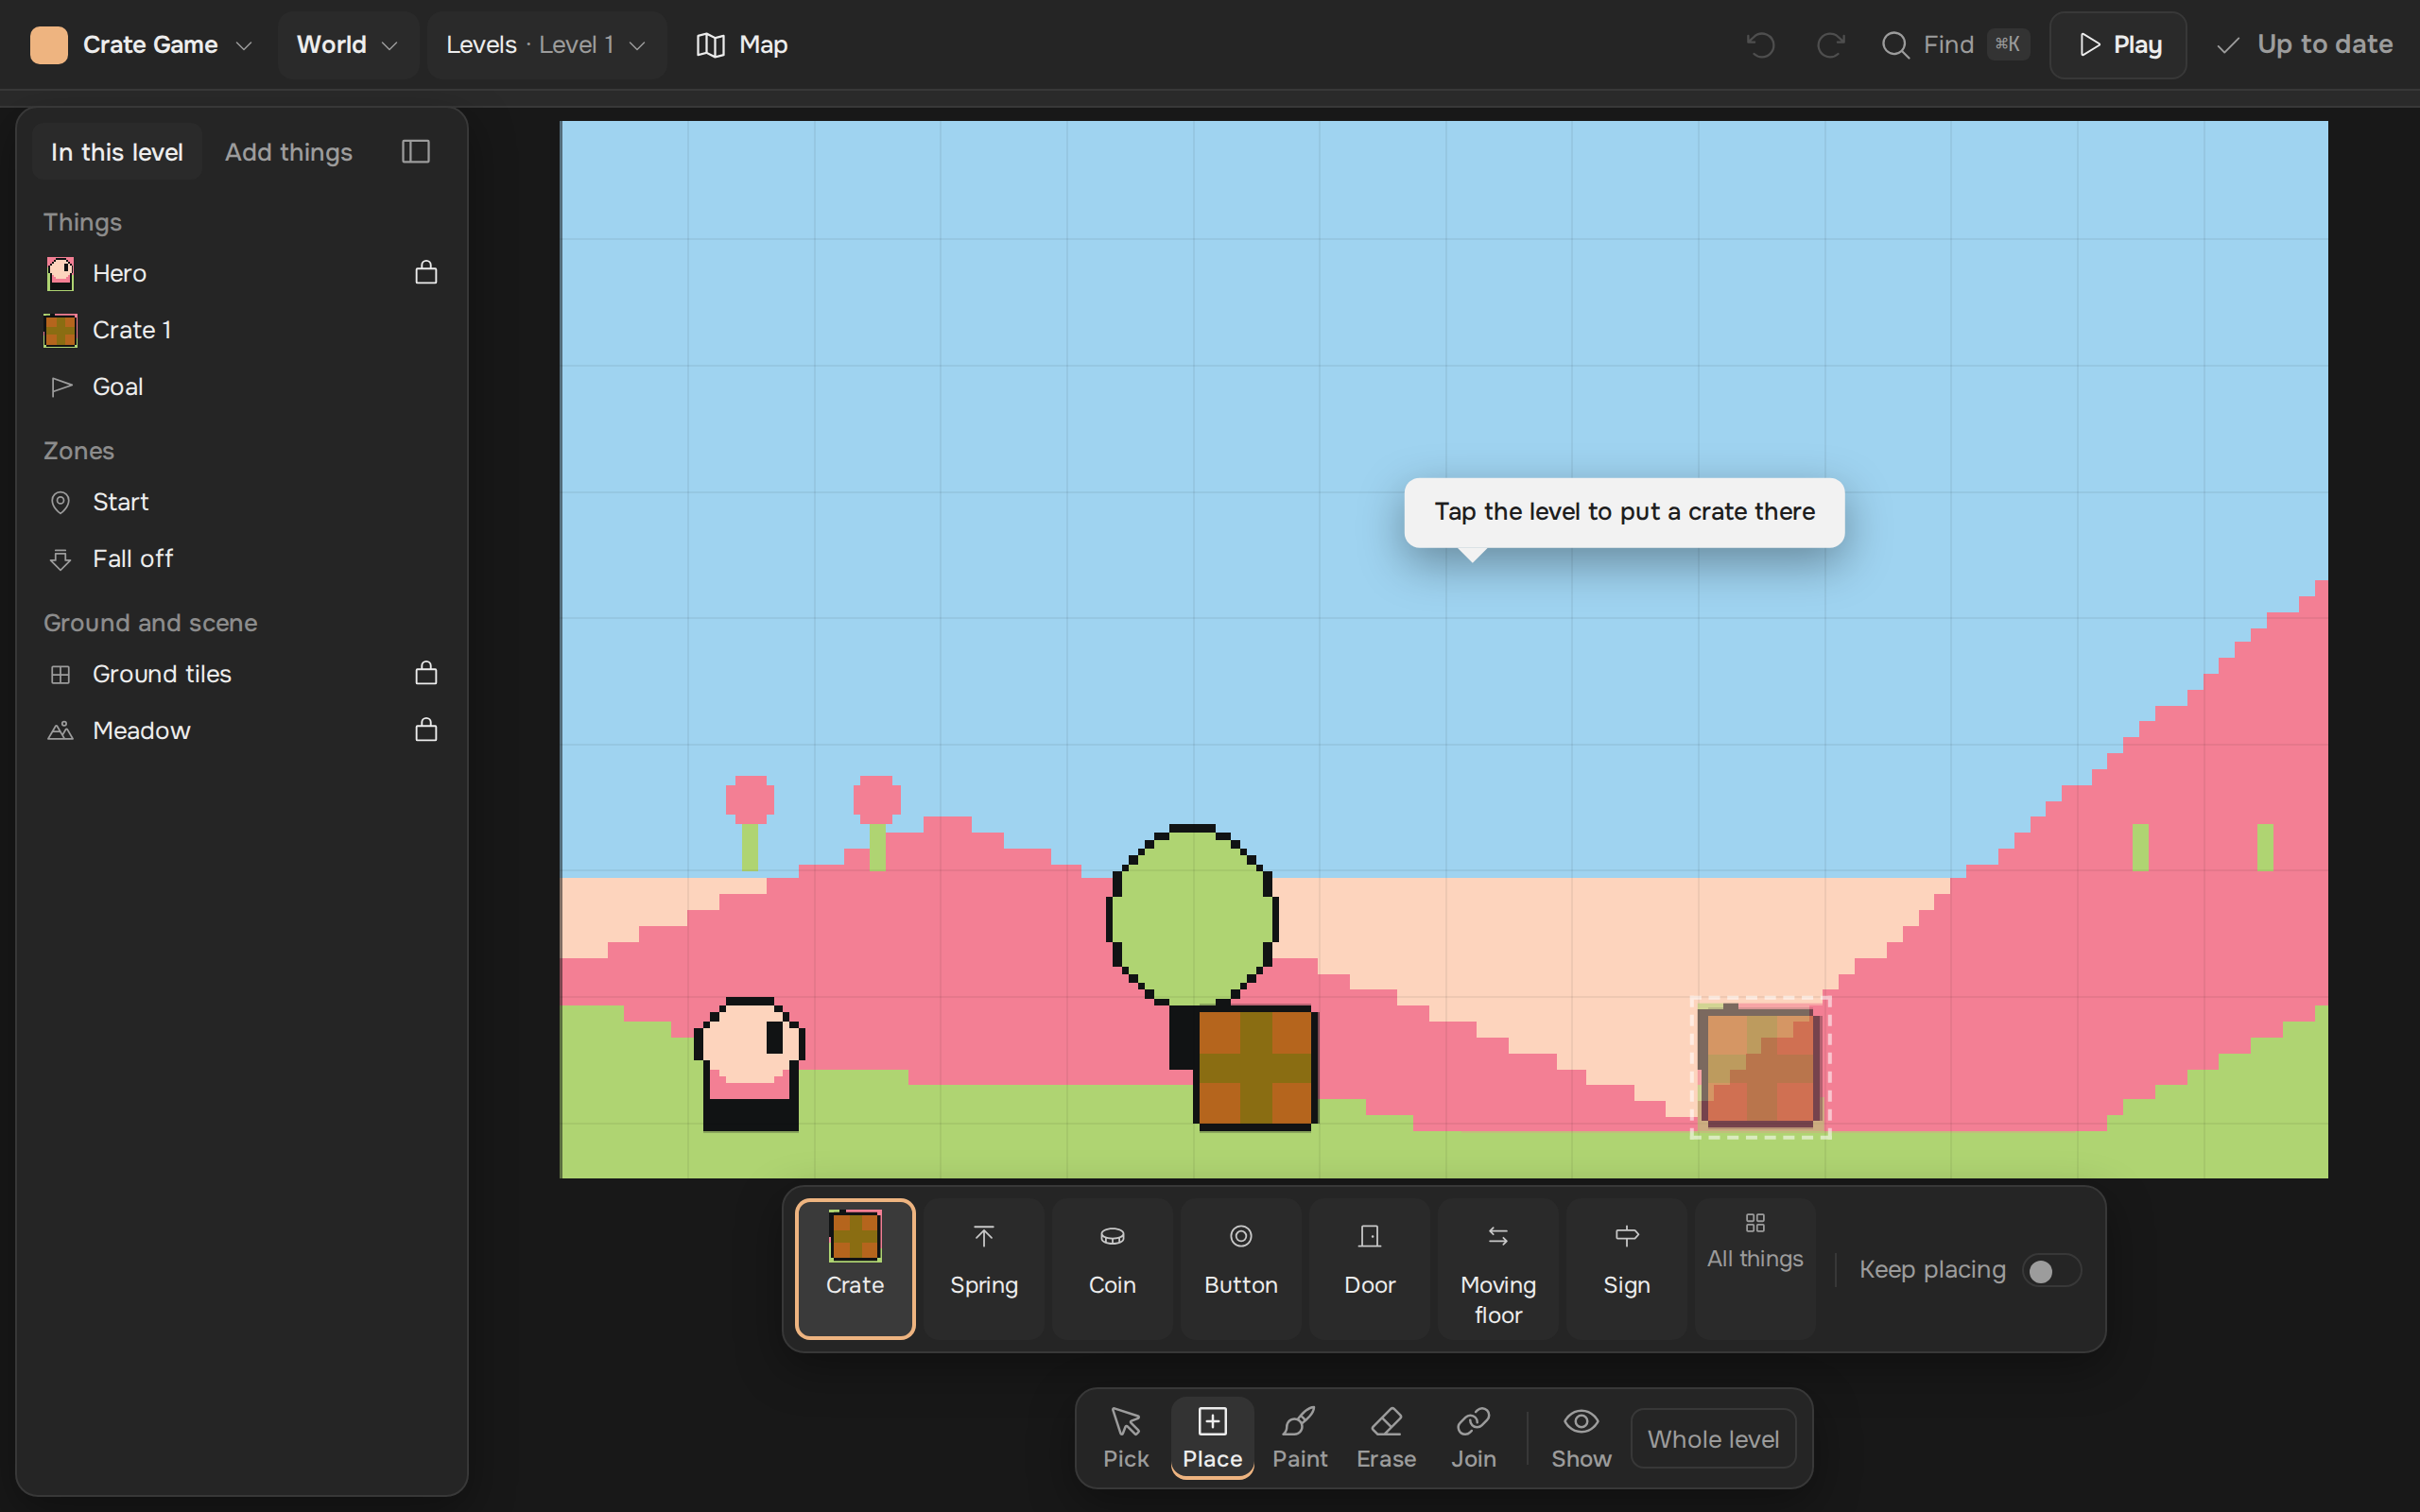 Crate Game
World
Levels · Level 1
Map
Find ⌘K
Play
Up to date
In this level
Add things
Things
Hero
Crate 1
Goal
Zones
Start
Fall off
Ground and scene
Ground tiles
Meadow
Tap the level to put a crate there
Crate
Spring
Coin
Button
Door
Moving
floor
Sign
All things
Keep placing
Pick
Place
Paint
Erase
Join
Show
Whole level